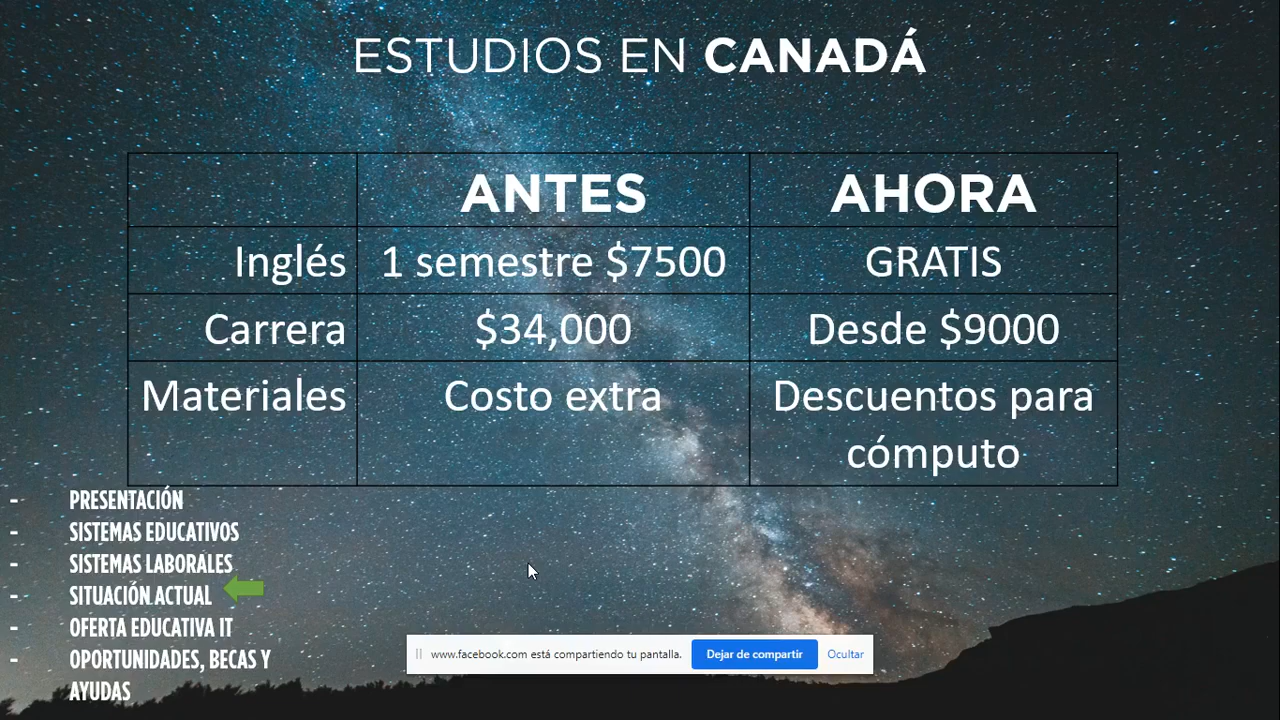 ESTUDIOS EN CANADÁ
ANTES AHORA
Inglés 1 semestre $7500 GRATIS
Carrera $34,000 Desde $9000
Materiales Costo extra Descuentos para
cómputo
- PRESENTACIÓN
- SISTEMAS EDUCATIVOS
- SISTEMAS LABORALES
- SITUACIÓN ACTUAL
- OFERTA EDUCATIVA IT
- OPORTUNIDADES, BECAS Y
AYUDAS
www.facebook.com está compartiendo tu pantalla. Dejar de compartir Ocultar